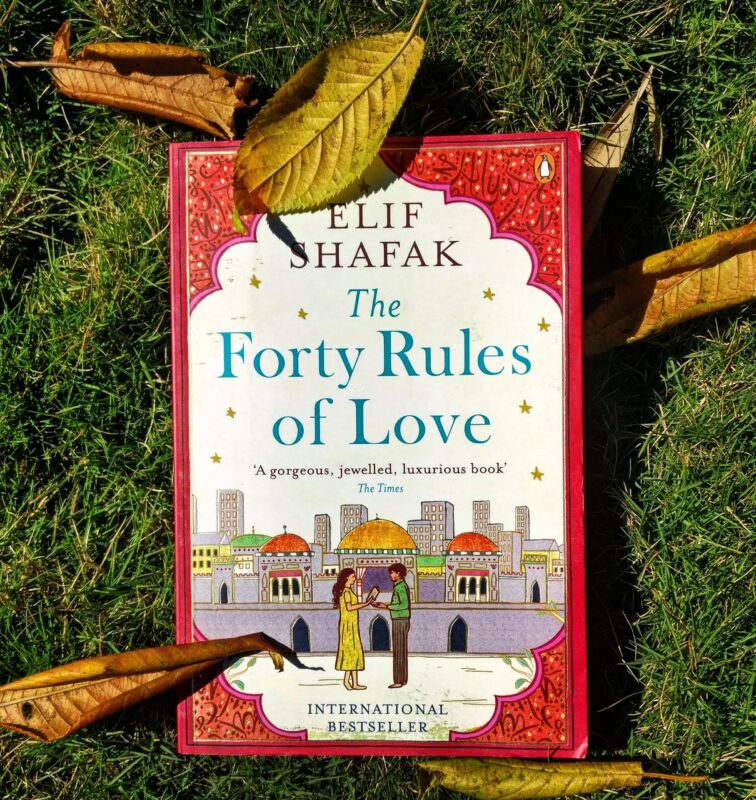 ELIF
SHAFAK
The
Forty Rules
of Love
'A gorgeous, jewelled, luxurious book'
The Times
INTERNATIONAL
BESTSELLER